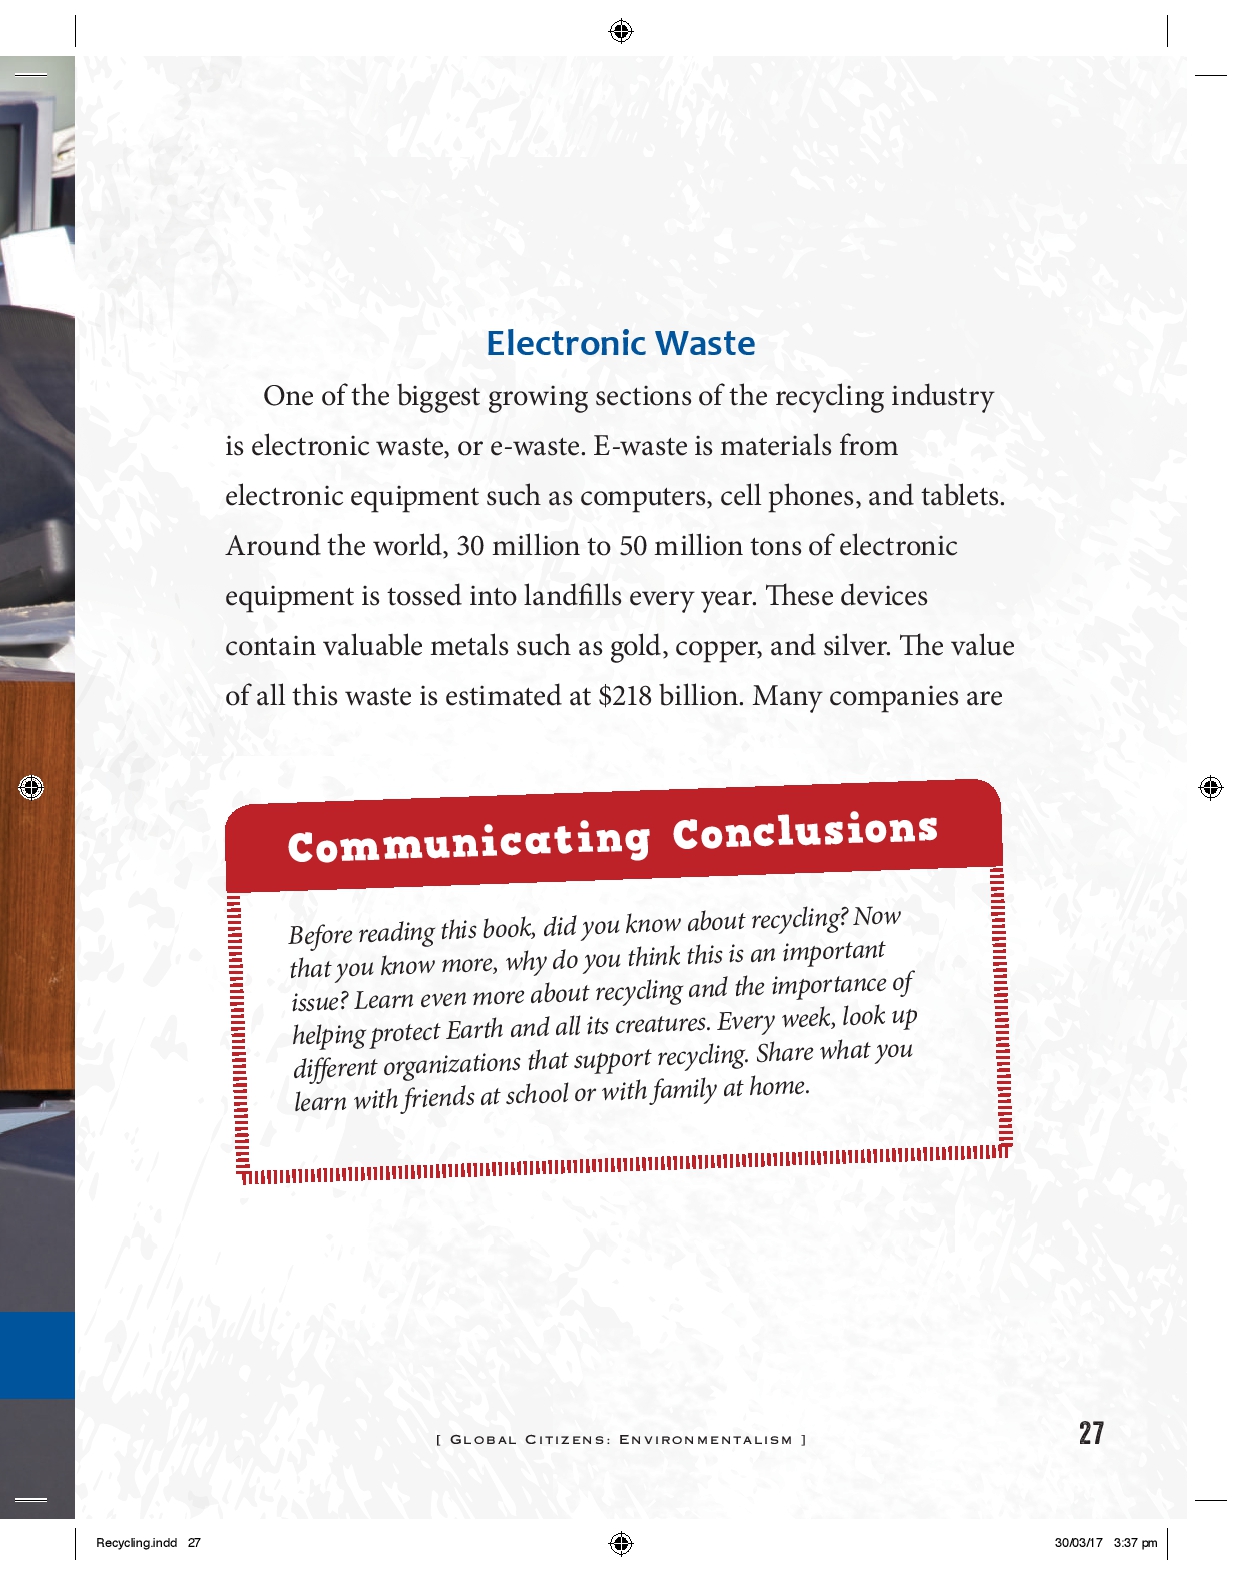 Electronic Waste
One of the biggest growing sections of the recycling industry
is electronic waste, or e-waste. E-waste is materials from
electronic equipment such as computers, cell phones, and tablets.
Around the world, 30 million to 50 million tons of electronic
equipment is tossed into landfills every year. These devices
contain valuable metals such as gold, copper, and silver. The value
of all this waste is estimated at $218 billion. Many companies are
Communicating Conclusions
Before reading this book, did you know about recycling? Now
that you know more, why do you think this is an important
issue? Learn even more about recycling and the importance of
helping protect Earth and all its creatures. Every week, look up
different organizations that support recycling. Share what you
learn with friends at school or with family at home.
[ Global Citizens: Environmentalism ]
27
Recycling.indd 27
30/03/17 3:37 pm